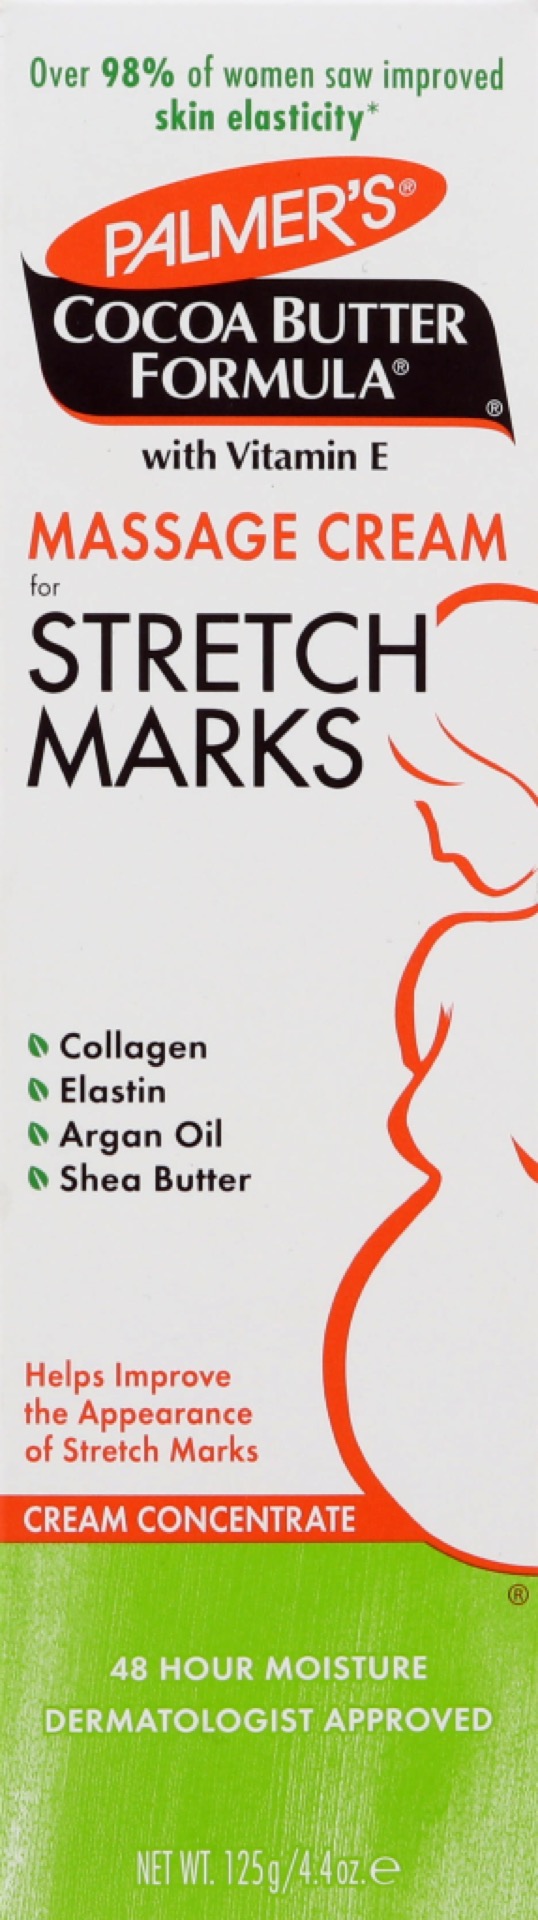 Over 98% of women saw improved
skin elasticity*
PALMER'S®
COCOA BUTTER
FORMULA®
®
with Vitamin E
MASSAGE CREAM
for
STRETCH
MARKS
Collagen
Elastin
Argan Oil
Shea Butter
Helps Improve
the Appearance
of Stretch Marks
CREAM CONCENTRATE
®
48 HOUR MOISTURE
DERMATOLOGIST APPROVED
NET WT. 125g/4.4oz.℮